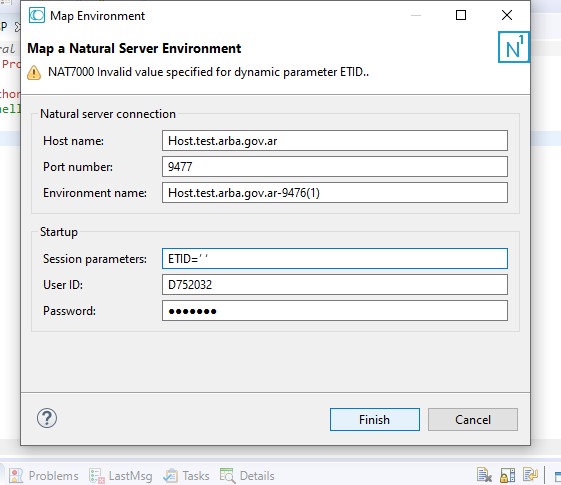 Map Environment
Map a Natural Server Environment
N1
NAT7000 Invalid value specified for dynamic parameter ETID..
Natural server connection
Host name:
Host.test.arba.gov.ar
Port number:
9477
Environment name:
Host.test.arba.gov.ar-9476(1)
Startup
Session parameters:
ETID=´ ´
User ID:
D752032
Password:
●●●●●●●
Finish
Cancel
Problems
LastMsg
Tasks
Details